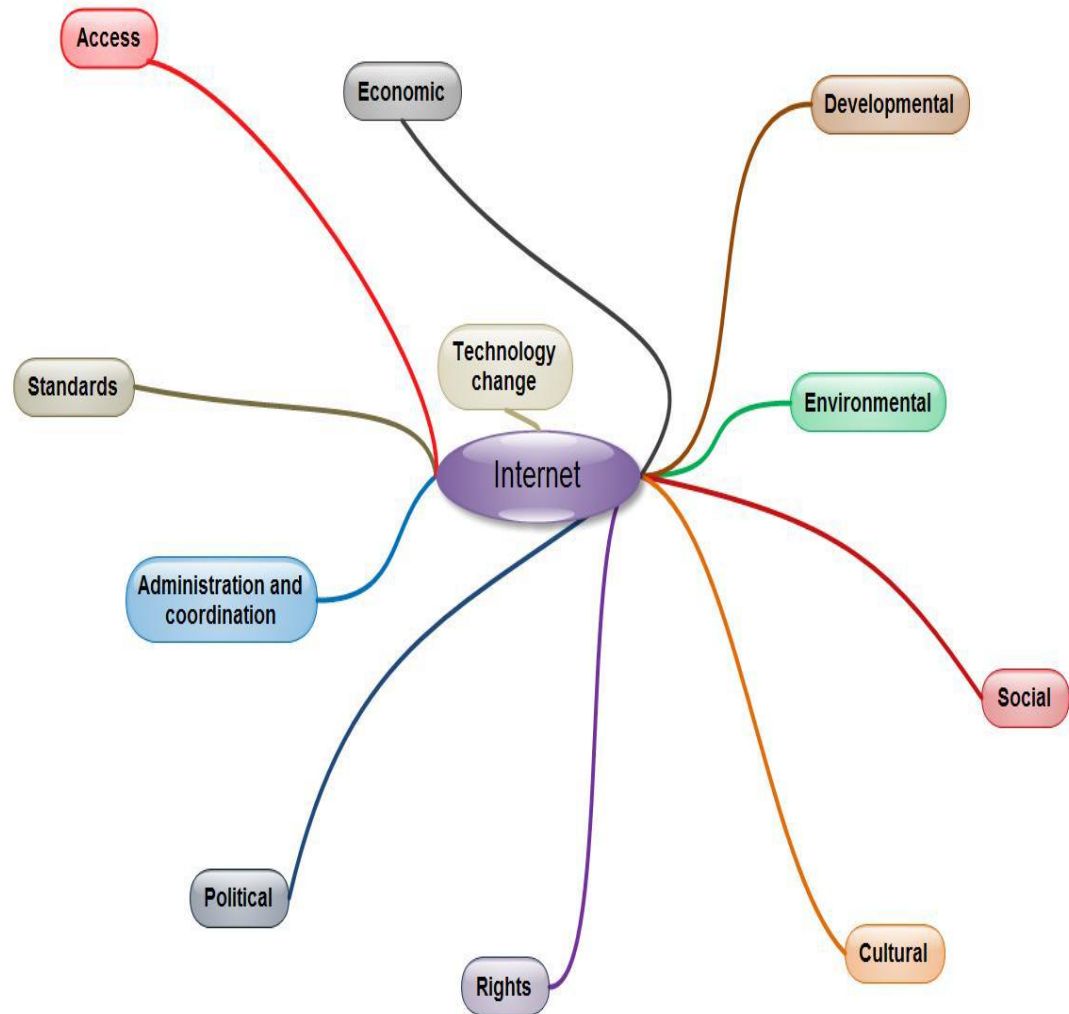 Access
Economic
Developmental
Technology
change
Standards
Environmental
Internet
Administration and
coordination
Social
Political
Cultural
Rights